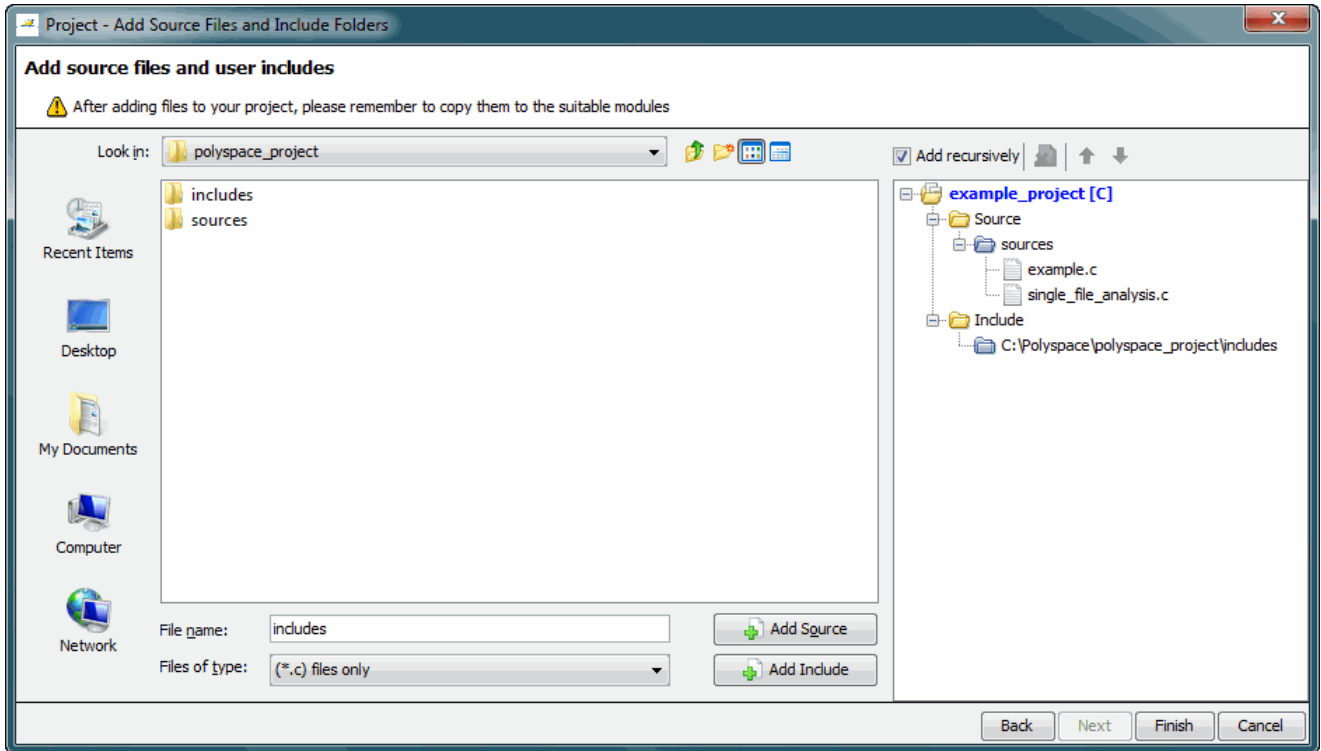 Project - Add Source Files and Include Folders
x
Add source files and user includes
After adding files to your project, please remember to copy them to the suitable modules
Look in:
polyspace_project
Add recursively
includes
sources
Recent Items
Desktop
My Documents
Computer
Network
example_project [C]
Source
sources
example.c
single_file_analysis.c
Include
C:\Polyspace\polyspace_project\includes
File name:
includes
Add Source
Files of type:
(*.c) files only
Add Include
Back
Next
Finish
Cancel